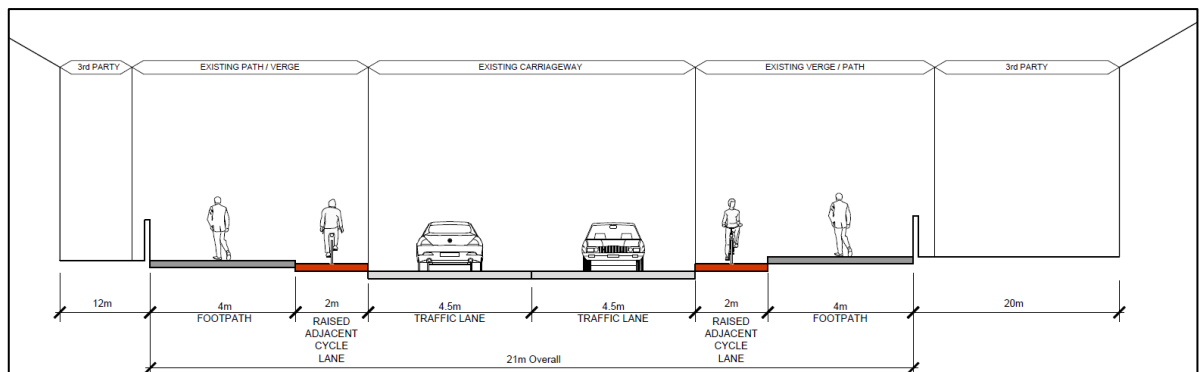 3rd PARTY
EXISTING PATH / VERGE
EXISTING CARRIAGEWAY
EXISTING VERGE / PATH
3rd PARTY
12m
4m
FOOTPATH
2m
RAISED
ADJACENT
CYCLE
LANE
4.5m
TRAFFIC LANE
4.5m
TRAFFIC LANE
2m
RAISED
ADJACENT
CYCLE
LANE
4m
FOOTPATH
20m
21m Overall